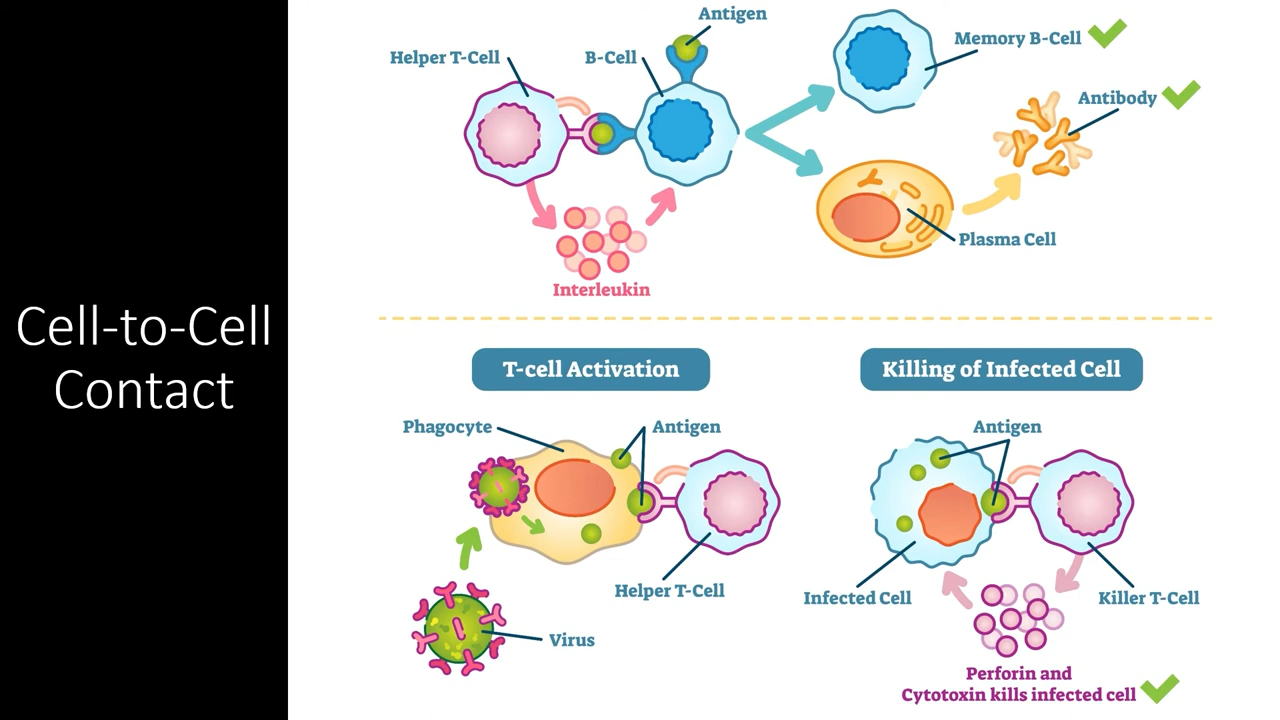 Cell-to-Cell
Contact
Antigen
Helper T-Cell
B-Cell
Memory B-Cell
Antibody
Plasma Cell
Interleukin
T-cell Activation
Killing of Infected Cell
Phagocyte
Antigen
Antigen
Helper T-Cell
Infected Cell
Killer T-Cell
Virus
Perforin and
Cytotoxin kills infected cell